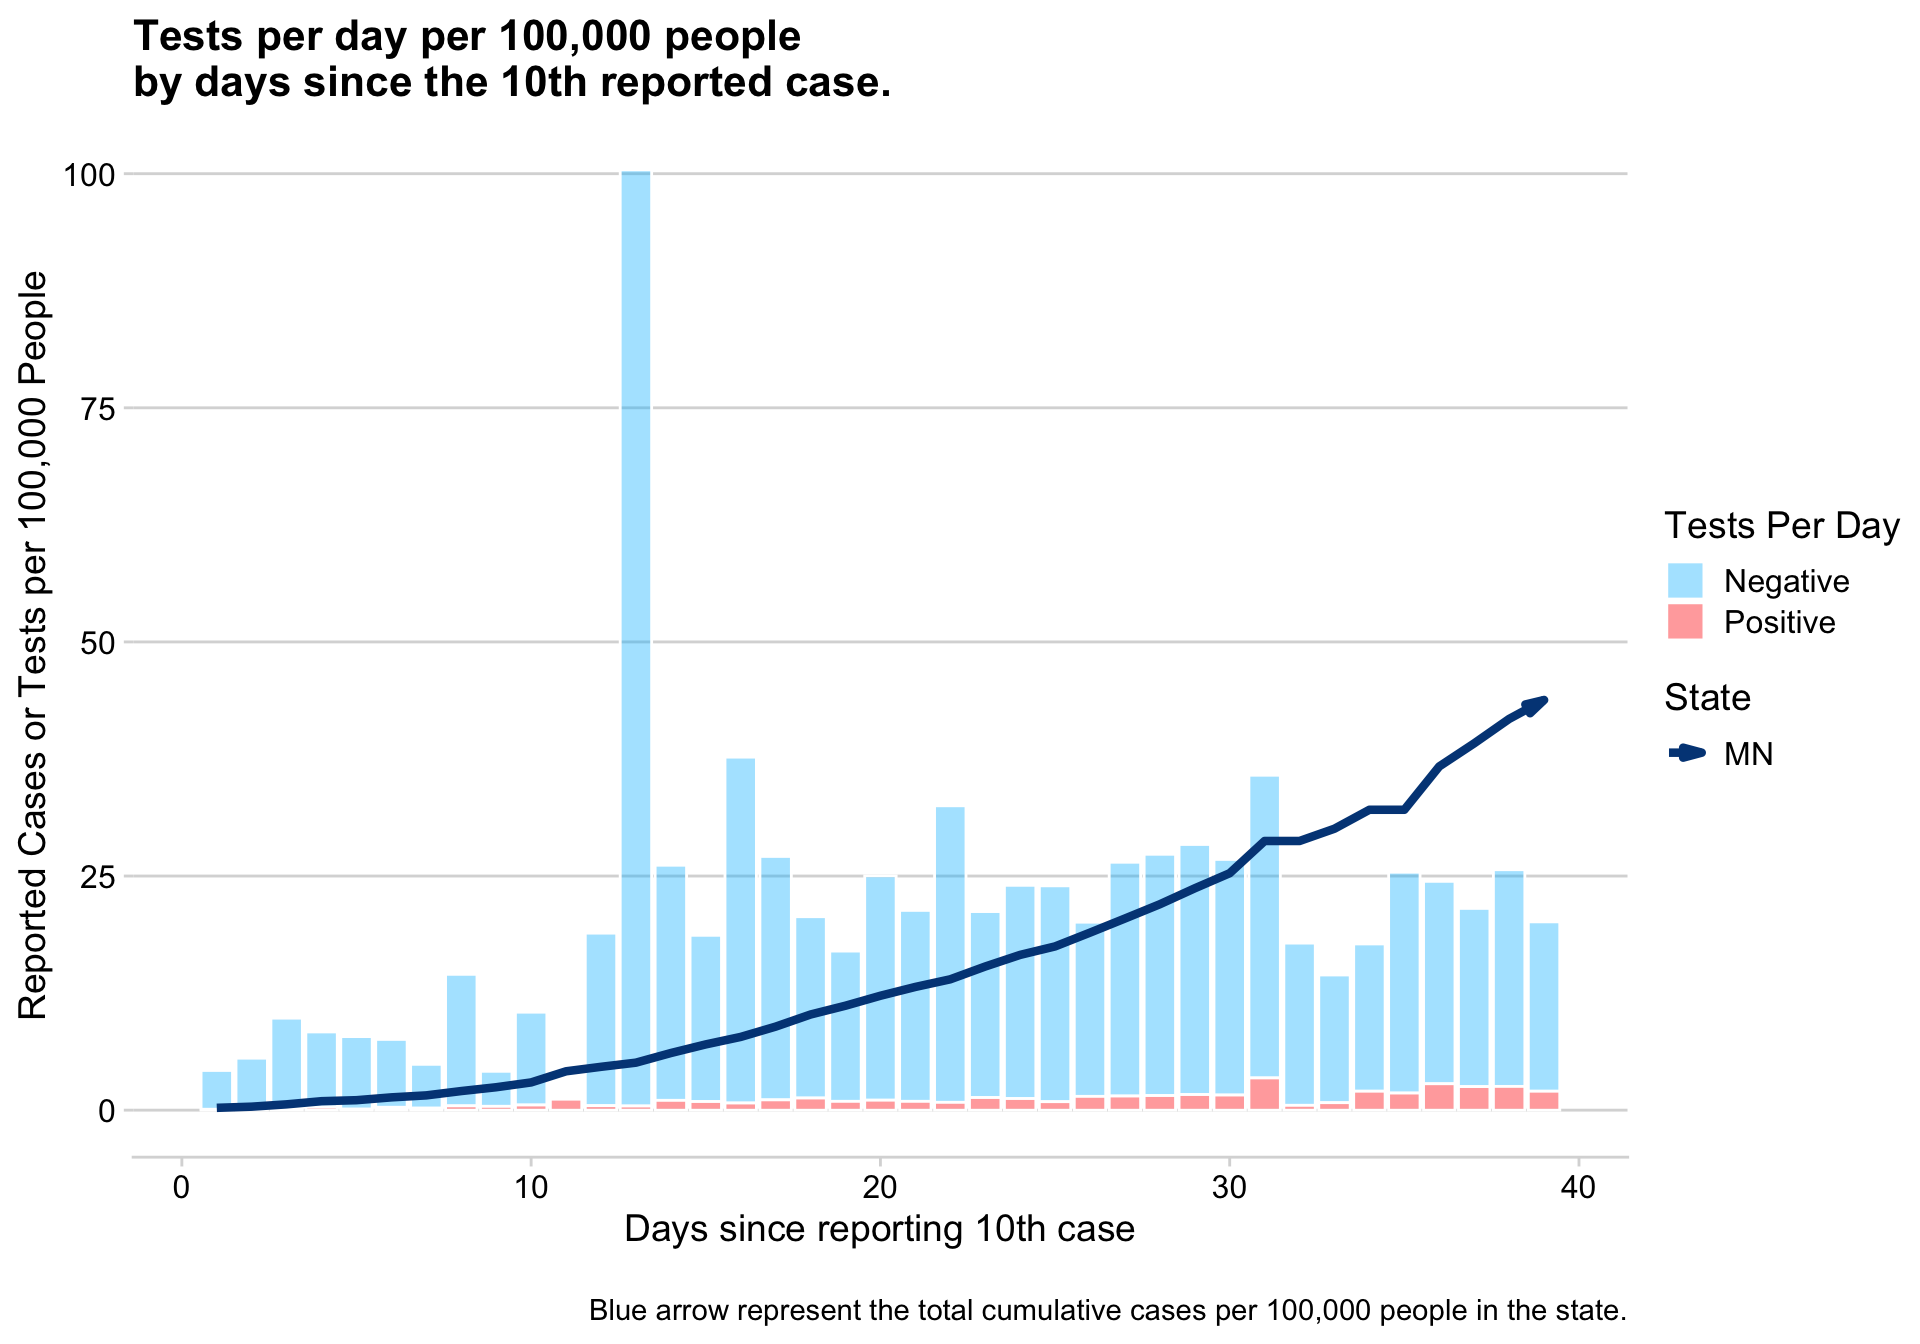 Tests per day per 100,000 people
by days since the 10th reported case.
Reported Cases or Tests per 100,000 People
100
75
50
25
0
0 10 20 30 40
Days since reporting 10th case
Tests Per Day
Negative
Positive
State
MN
Blue arrow represent the total cumulative cases per 100,000 people in the state.